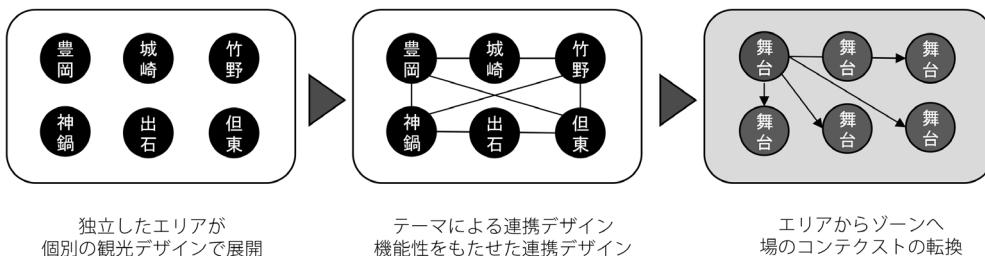 豊岡
城崎
竹野
神鍋
出石
但東
独立したエリアが
個別の観光デザインで展開
豊岡
城崎
竹野
神鍋
出石
但東
テーマによる連携デザイン
機能性をもたせた連携デザイン
舞台
舞台
舞台
舞台
舞台
舞台
エリアからゾーンへ
場のコンテクストの転換